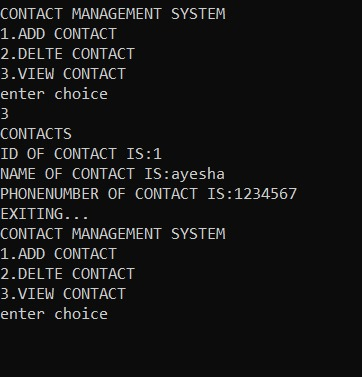 CONTACT MANAGEMENT SYSTEM
1.ADD CONTACT
2.DELTE CONTACT
3.VIEW CONTACT
enter choice
3
CONTACTS
ID OF CONTACT IS:1
NAME OF CONTACT IS:ayesha
PHONENUMBER OF CONTACT IS:1234567
EXITING...
CONTACT MANAGEMENT SYSTEM
1.ADD CONTACT
2.DELTE CONTACT
3.VIEW CONTACT
enter choice